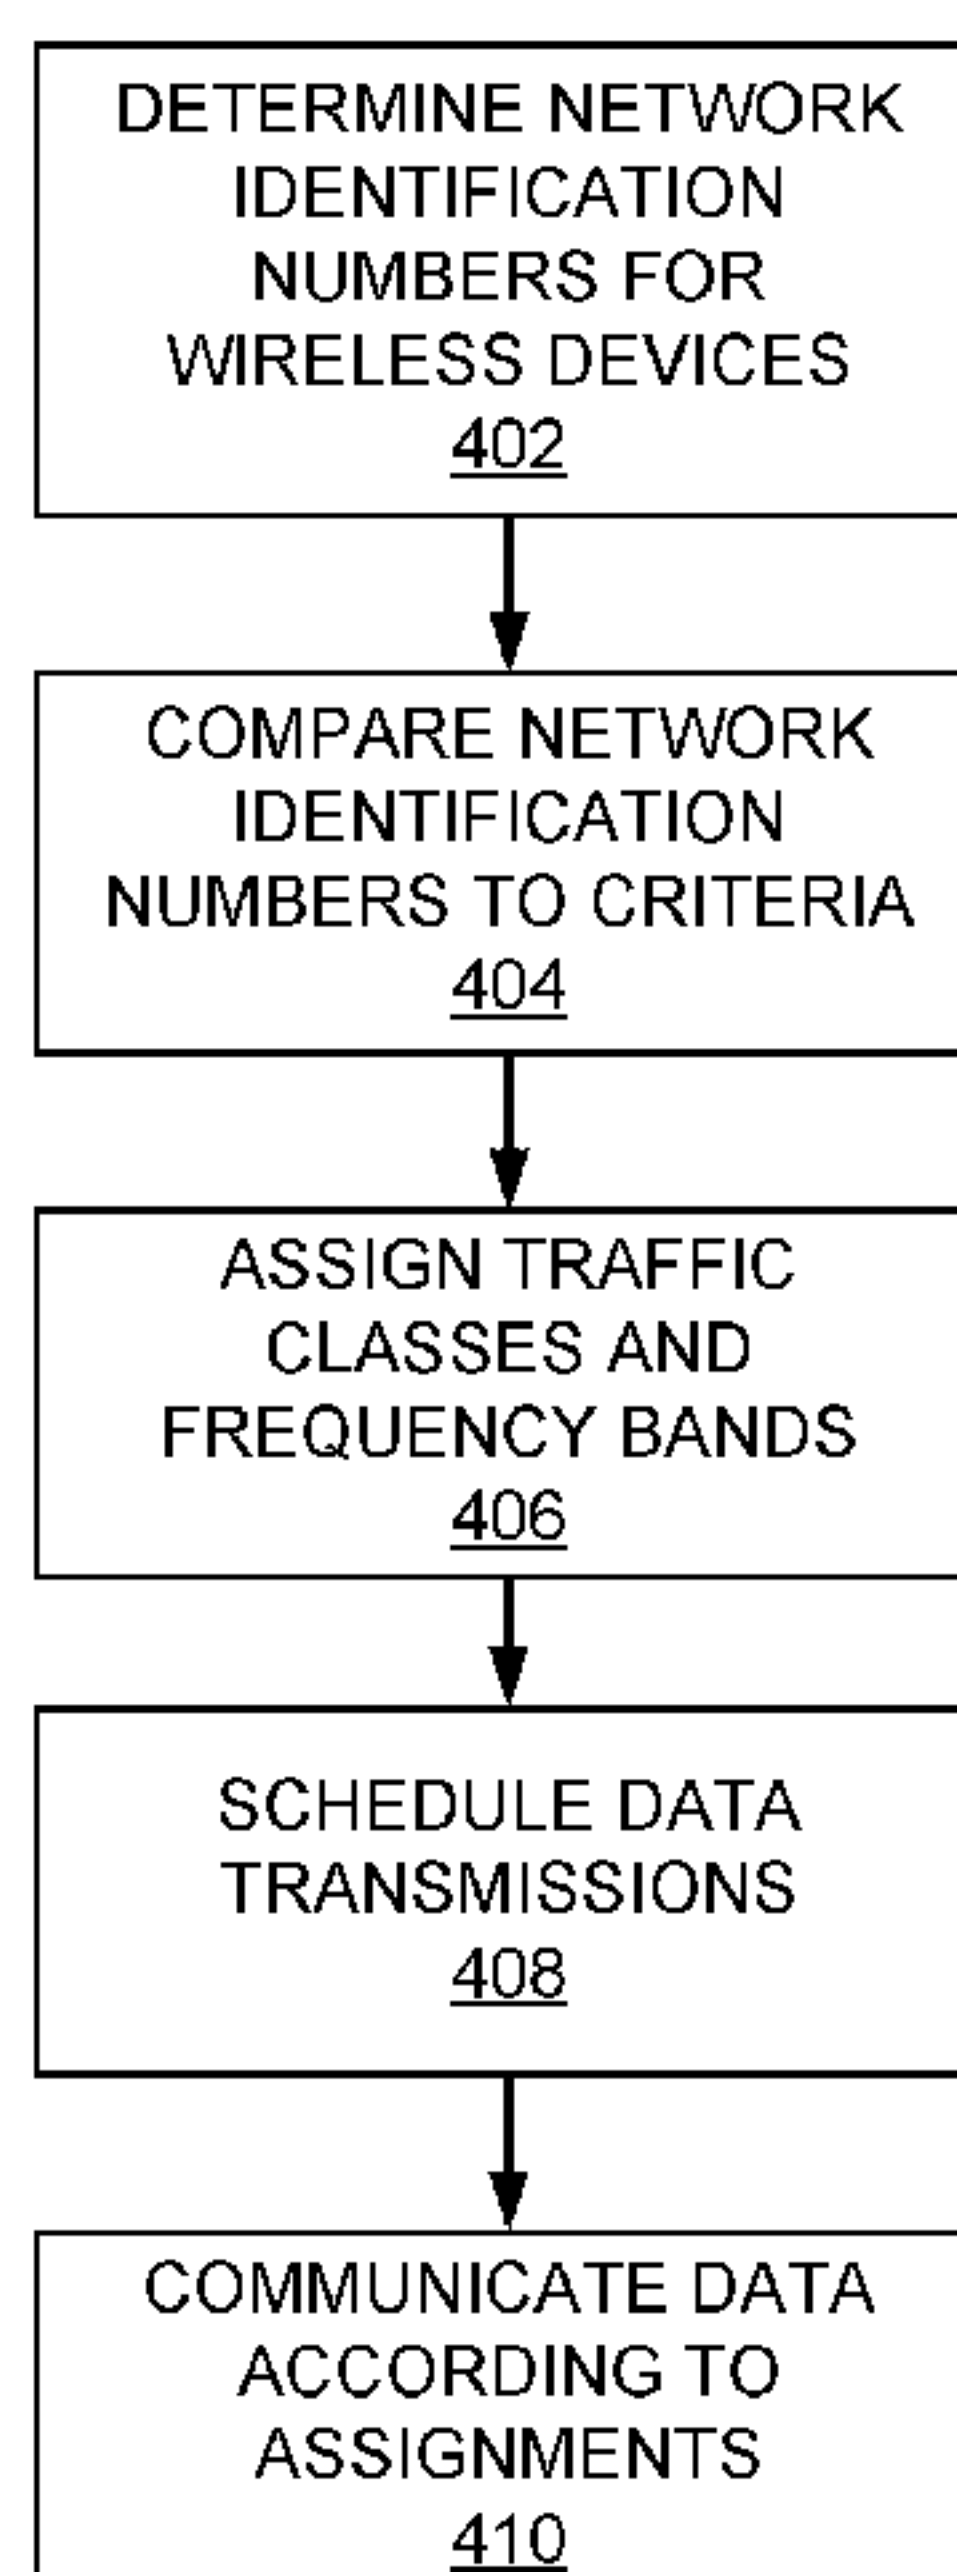 DETERMINE NETWORK
IDENTIFICATION
NUMBERS FOR
WIRELESS DEVICES
402
COMPARE NETWORK
IDENTIFICATION
NUMBERS TO CRITERIA
404
ASSIGN TRAFFIC
CLASSES AND
FREQUENCY BANDS
406
SCHEDULE DATA
TRANSMISSIONS
408
COMMUNICATE DATA
ACCORDING TO
ASSIGNMENTS
410